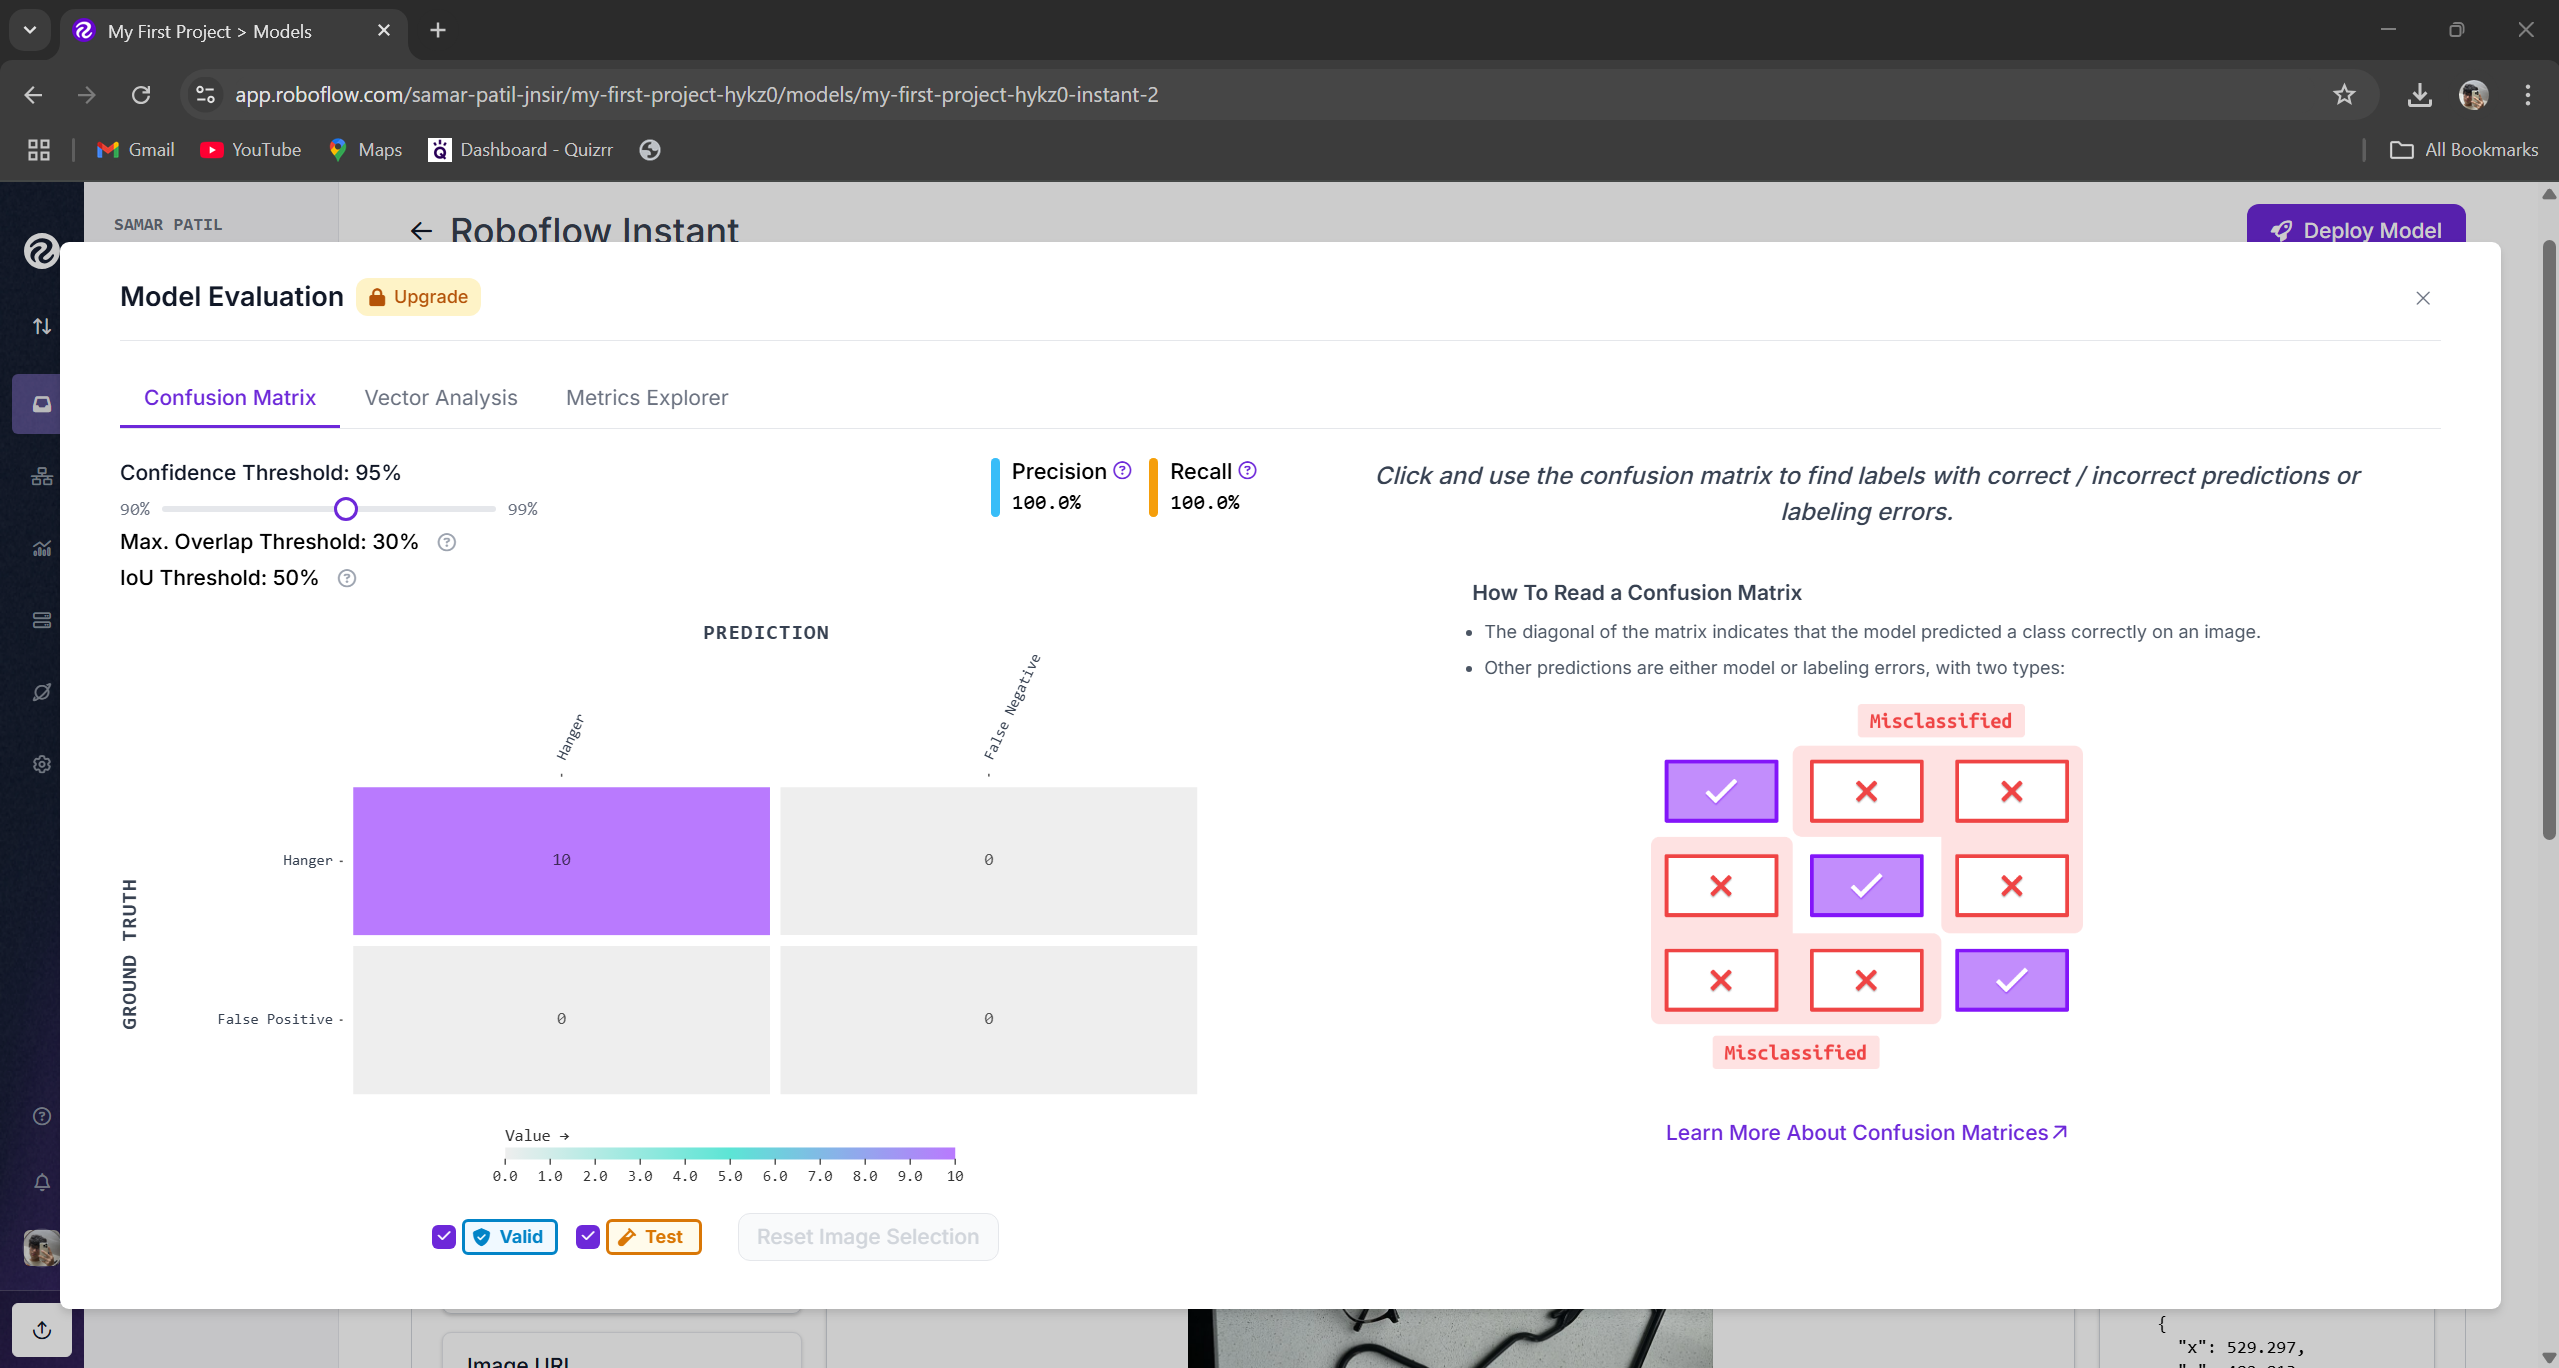 My First Project > Models
app.roboflow.com/samar-patil-jnsir/my-first-project-hykz0/models/my-first-project-hykz0-instant-2
Gmail
YouTube
Maps
Dashboard - Quizrr
All Bookmarks
SAMAR PATIL
Roboflow Instant
Deploy Model
Model Evaluation
Upgrade
Confusion Matrix
Vector Analysis
Metrics Explorer
Confidence Threshold: 95%
90%
99%
Max. Overlap Threshold: 30%
IoU Threshold: 50%
Precision
100.0%
Recall
100.0%
PREDICTION
Hanger
False Negative
GROUND TRUTH
Hanger
10
0
False Positive
0
0
Value →
0.0 1.0 2.0 3.0 4.0 5.0 6.0 7.0 8.0 9.0 10
Valid
Test
Reset Image Selection
Click and use the confusion matrix to find labels with correct / incorrect predictions or
labeling errors.
How To Read a Confusion Matrix
• The diagonal of the matrix indicates that the model predicted a class correctly on an image.
• Other predictions are either model or labeling errors, with two types:
Misclassified
Misclassified
Learn More About Confusion Matrices
Image URL
{
"x": 529.297,